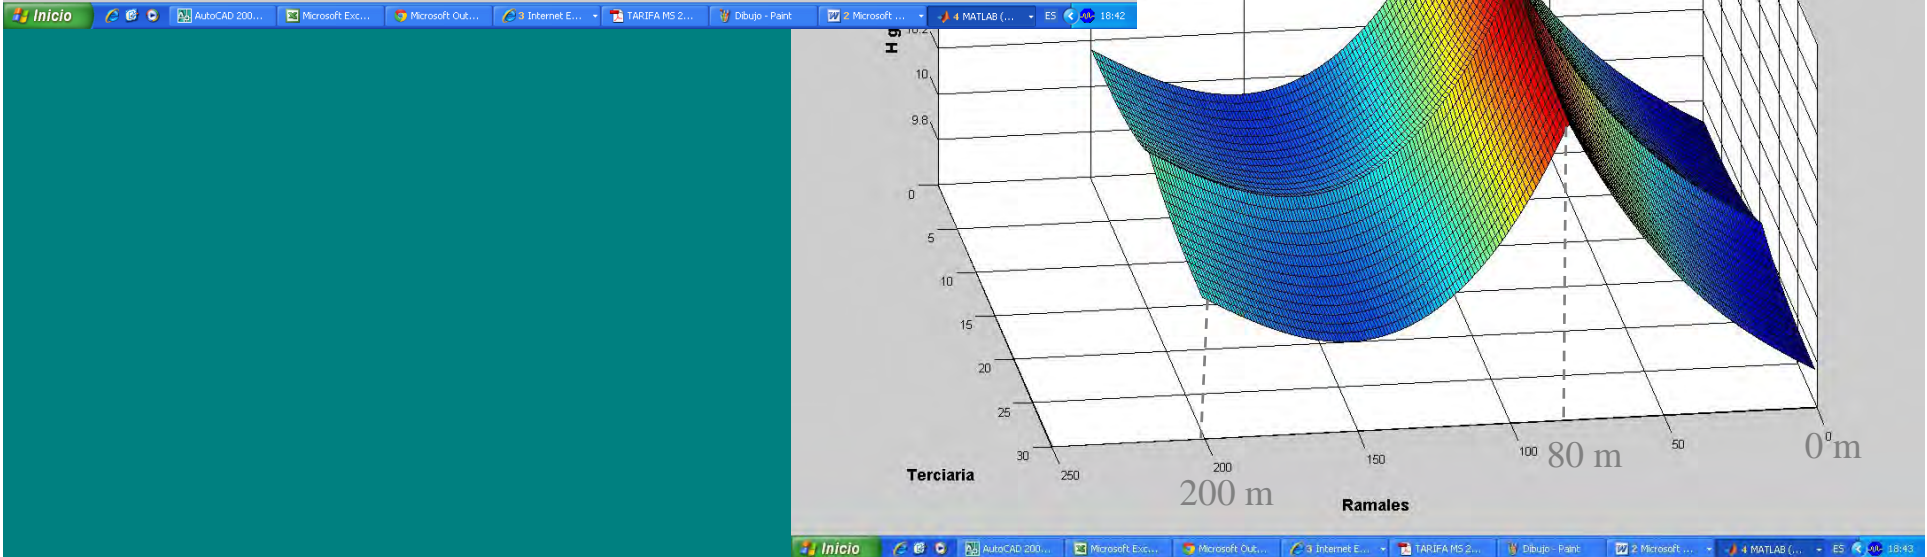 Inicio AutoCAD 200... Microsoft Exc... Microsoft Out... 3 Internet E... TARIFA MS 2... Dibujo - Paint 2 Microsoft ... 4 MATLAB (... ES 18:42
H g
10.2
10
9.8
0
5
10
15
20
25
30
250
200
150
100
50
0
Terciaria
Ramales
200 m
80 m
0 m
Inicio AutoCAD 200... Microsoft Exc... Microsoft Out... 3 Internet E... TARIFA MS 2... Dibujo - Paint 2 Microsoft ... 4 MATLAB (... ES 18:43